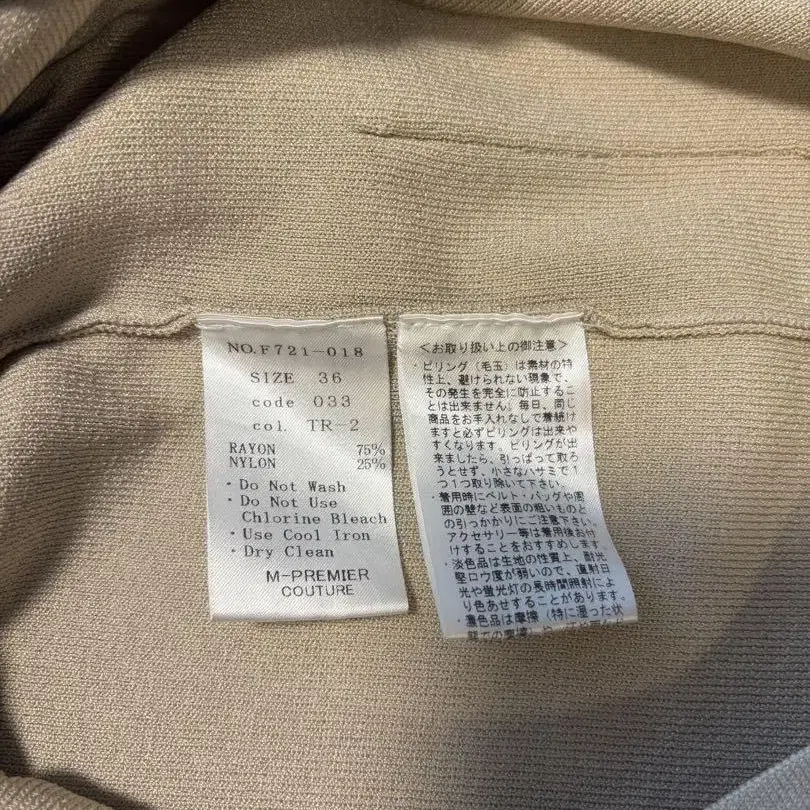 NO.F721-018
SIZE 36
code 033
col. TR-2
RAYON 75%
NYLON 25%
・Do Not Wash
・Do Not Use
Chlorine Bleach
・Use Cool Iron
・Dry Clean
M-PREMIER
COUTURE
<お取り扱い上の御注意>
・ピリング(毛玉)は素材の特
性上、避けられない現象で、
その発生を完全に防止するこ
とは出来ません。毎日、同じ
商品をお手入れなしで着続け
ますと必ずピリングは出来や
すくなります。ピリングが出
来ましたら、引っぱって取ろ
うとせず、小さなハサミで1
つ1つ取り除いて下さい。
・着用時にベルト・バッグや周
囲の壁など表面の粗いものと
の引っかかりにご注意下さい。
アクセサリー等は着用後お付
けすることをおすすめします。
・淡色品は生地の性質上、耐光
堅ロウ度が弱いので、直射日
光や蛍光灯の長時間照射によ
り色あせすることがあります。
・濃色品は摩擦(特に湿った状